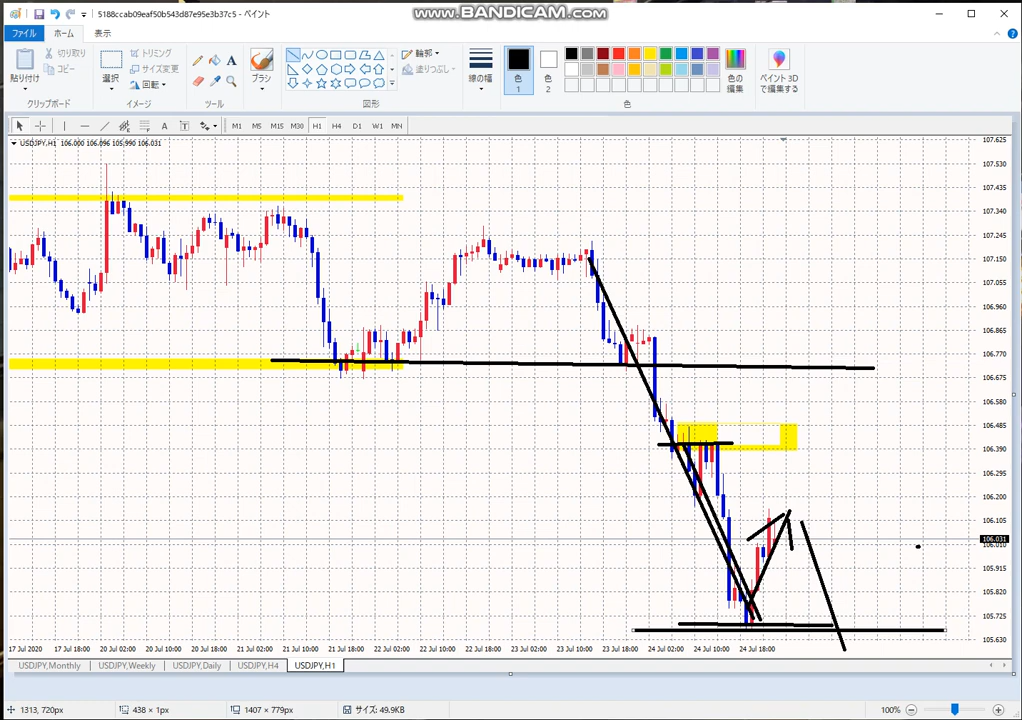 5188ccab09eaf50b543d87e95e3b37c5 - ペイント
www.BANDICAM.com
ファイル ホーム 表示
貼り付け 切り取り コピー
選択 トリミング サイズ変更 回転
ブラシ
輪郭 塗りつぶし
線の幅
色 1 色 2
色の編集
ペイント 3D で編集する
クリップボード イメージ ツール 図形 色
M1 M5 M15 M30 H1 H4 D1 W1 MN
USDJPY,H1 106.000 106.096 105.990 106.031
107.625
107.530
107.435
107.340
107.245
107.150
107.055
106.960
106.865
106.770
106.675
106.580
106.485
106.390
106.295
106.200
106.105
106.031
106.010
105.915
105.820
105.725
105.630
17 Jul 2020 17 Jul 10:00 17 Jul 18:00 20 Jul 02:00 20 Jul 10:00 20 Jul 18:00 21 Jul 02:00 21 Jul 10:00 21 Jul 18:00 22 Jul 02:00 22 Jul 10:00 22 Jul 18:00 23 Jul 02:00 23 Jul 10:00 23 Jul 18:00 24 Jul 02:00 24 Jul 10:00 24 Jul 18:00
USDJPY,Monthly USDJPY,Weekly USDJPY,Daily USDJPY,H4 USDJPY,H1
1313, 720px 438 × 1px 1407 × 779px サイズ: 49.9KB 100%